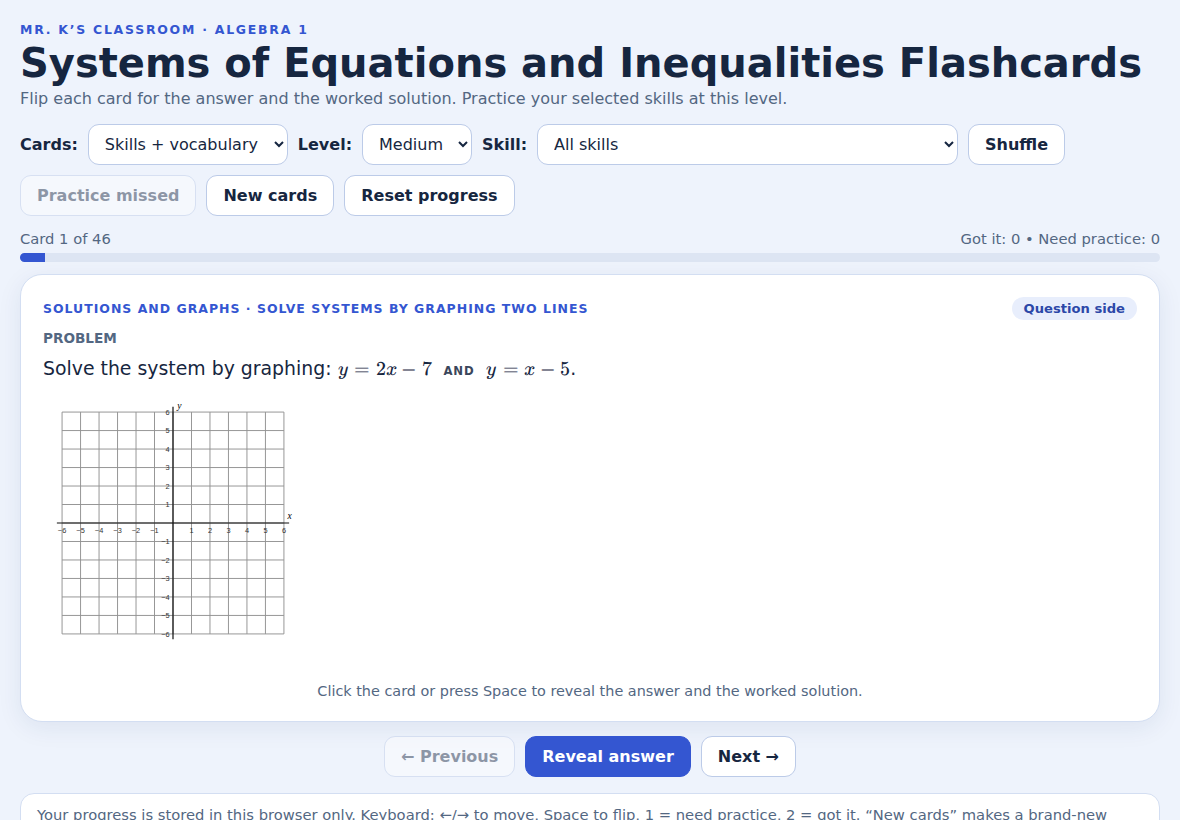 MR. K'S CLASSROOM · ALGEBRA 1
Systems of Equations and Inequalities Flashcards
Flip each card for the answer and the worked solution. Practice your selected skills at this level.
Cards: Skills + vocabulary Level: Medium Skill: All skills Shuffle
Practice missed New cards Reset progress
Card 1 of 46 Got it: 0 • Need practice: 0
SOLUTIONS AND GRAPHS · SOLVE SYSTEMS BY GRAPHING TWO LINES Question side
PROBLEM
Solve the system by graphing: y = 2x − 7 AND y = x − 5.
y
6
5
4
3
2
1
x
−6 −5 −4 −3 −2 −1 1 2 3 4 5 6
−1
−2
−3
−4
−5
−6
Click the card or press Space to reveal the answer and the worked solution.
← Previous Reveal answer Next →
Your progress is stored in this browser only. Keyboard: ←/→ to move, Space to flip, 1 = need practice, 2 = got it. “New cards” makes a brand-new